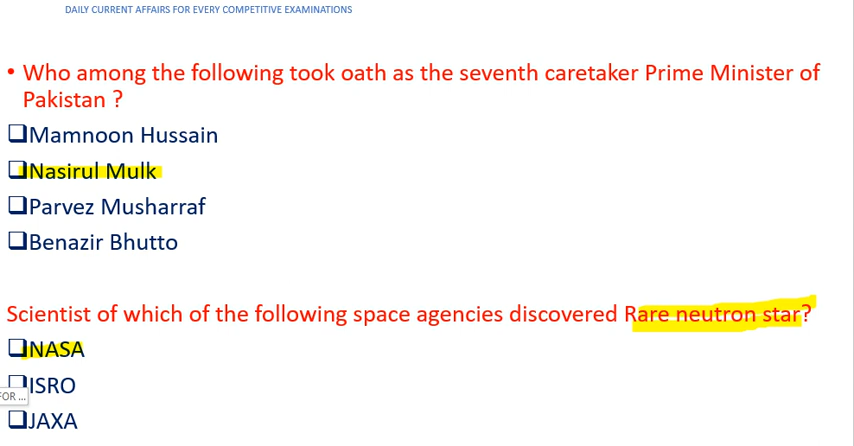 DAILY CURRENT AFFAIRS FOR EVERY COMPETITIVE EXAMINATIONS
• Who among the following took oath as the seventh caretaker Prime Minister of
Pakistan ?
❑Mamnoon Hussain
❑Nasirul Mulk
❑Parvez Musharraf
❑Benazir Bhutto
Scientist of which of the following space agencies discovered Rare neutron star?
❑NASA
❑ISRO
FOR ...
❑JAXA